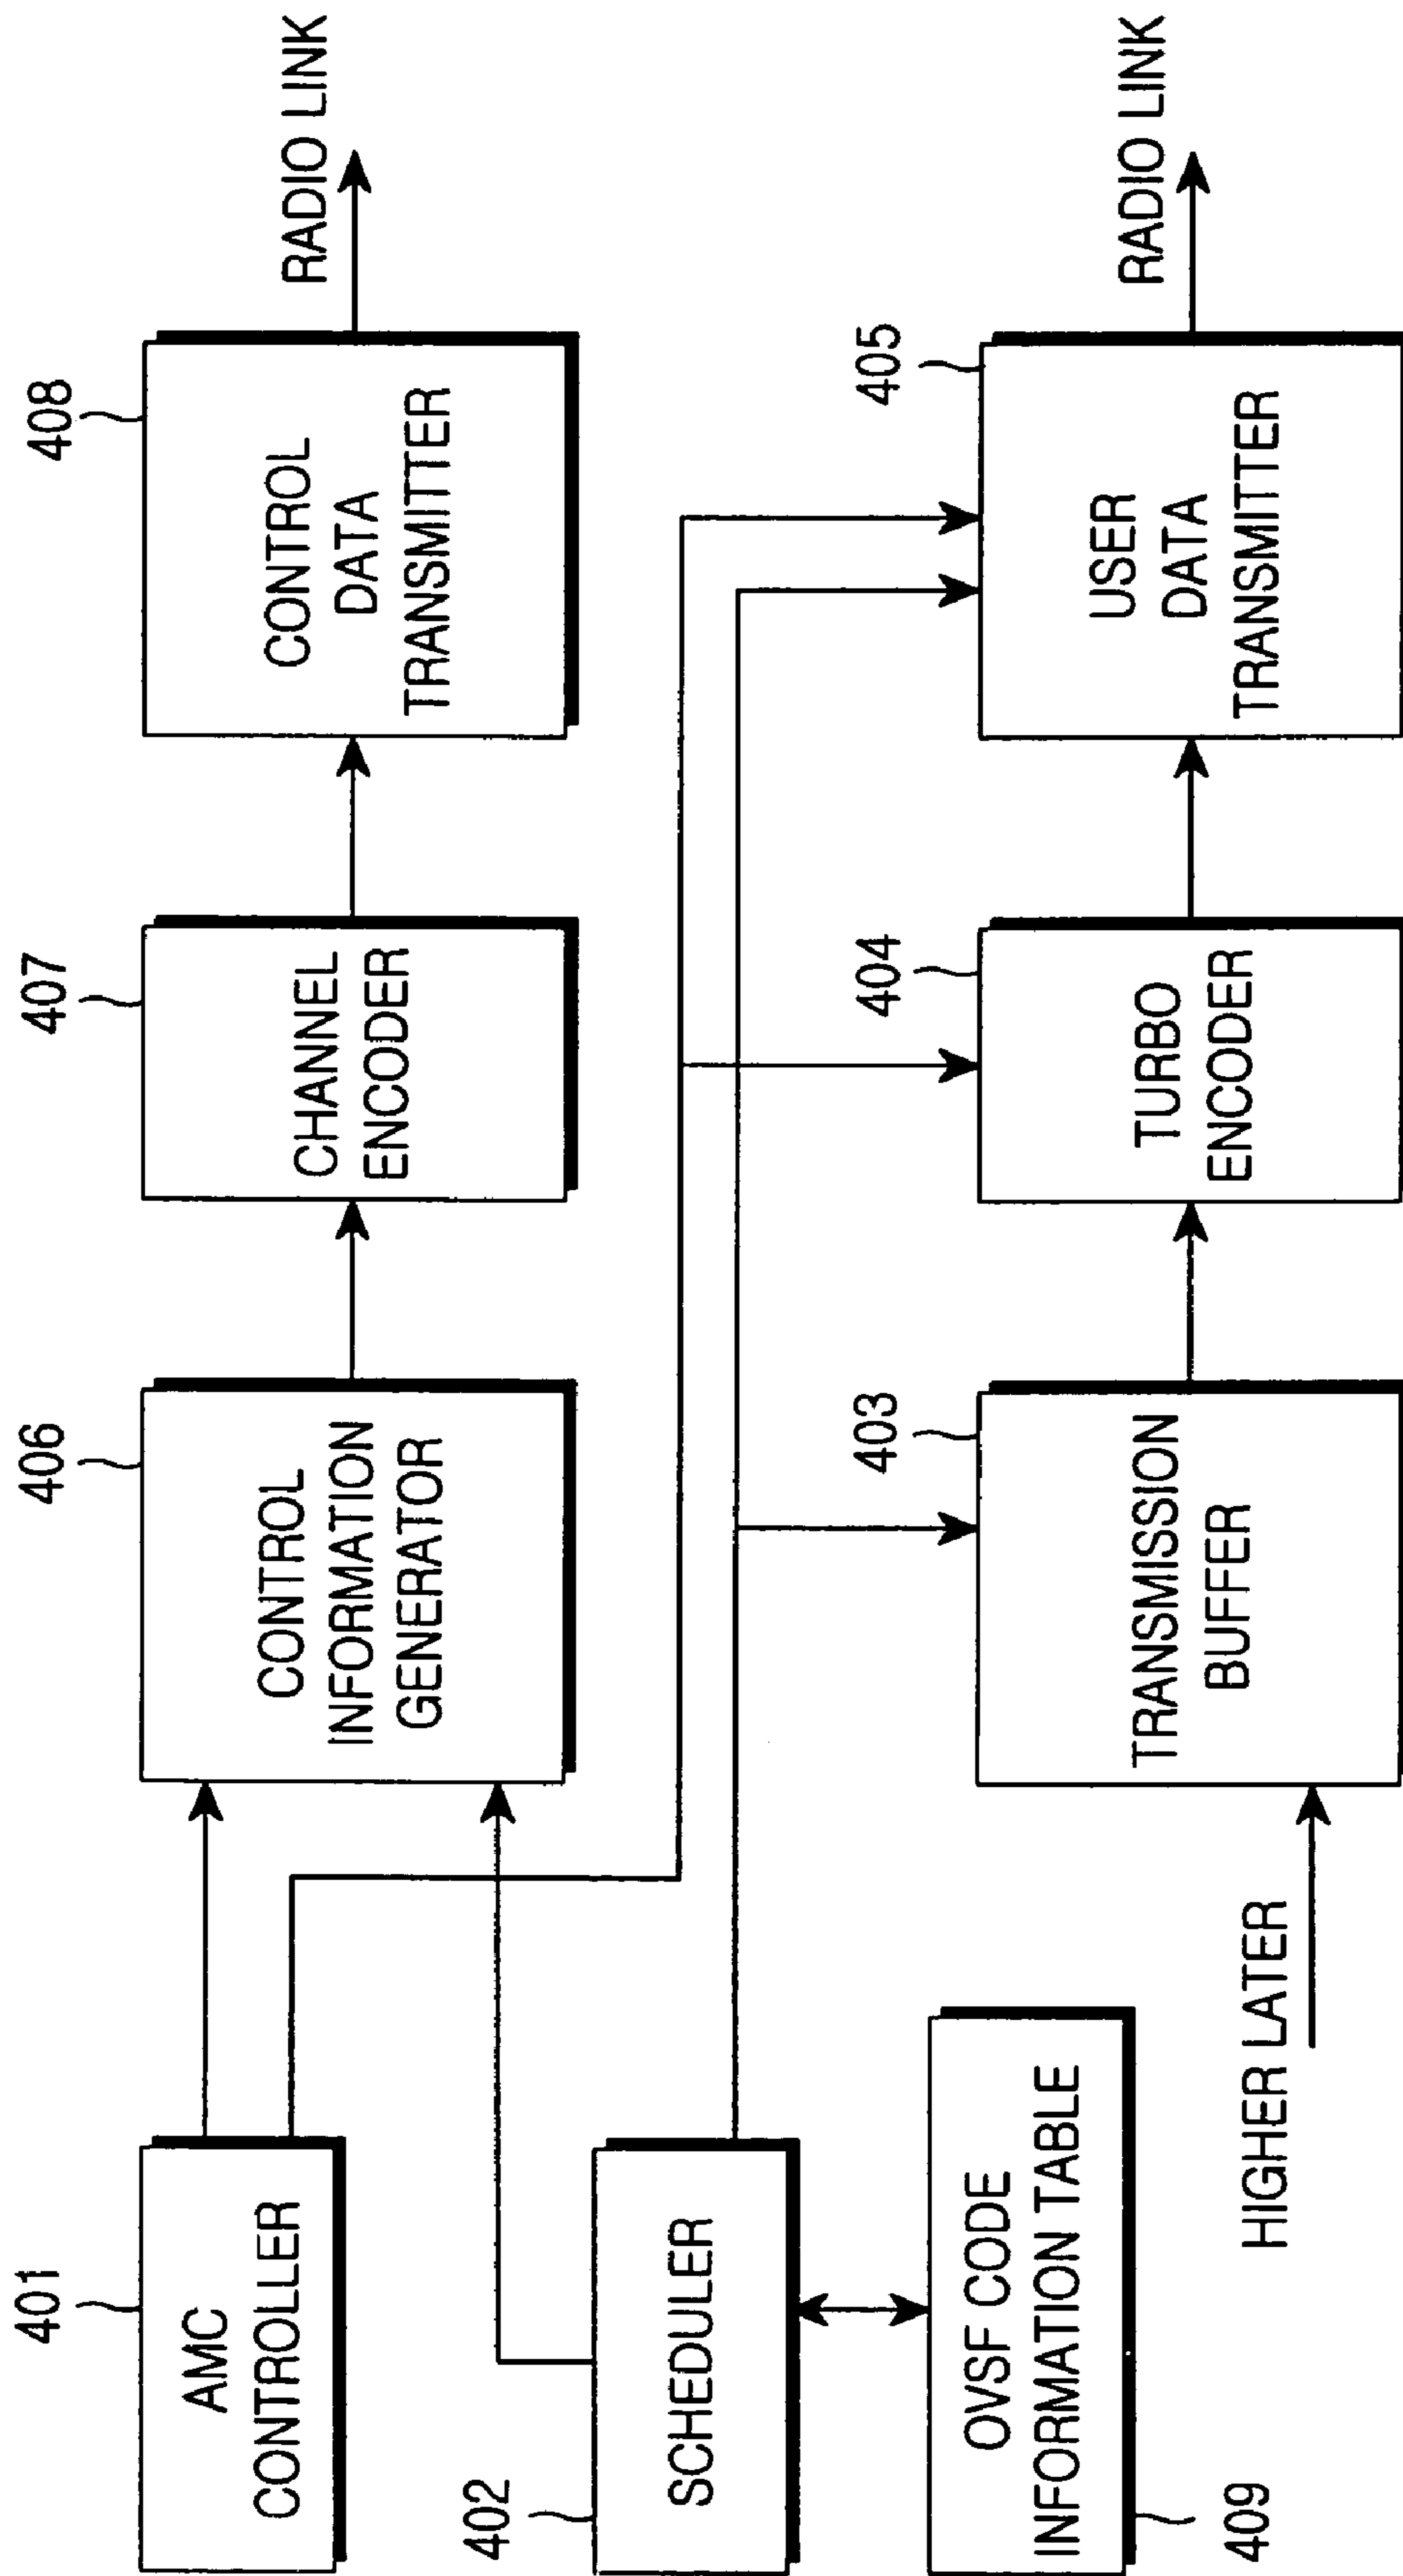 401
AMC
CONTROLLER
406
CONTROL
INFORMATION
GENERATOR
407
CHANNEL
ENCODER
408
CONTROL
DATA
TRANSMITTER
RADIO LINK
402
SCHEDULER
OVSF CODE
INFORMATION TABLE
409
HIGHER LATER
403
TRANSMISSION
BUFFER
404
TURBO
ENCODER
405
USER
DATA
TRANSMITTER
RADIO LINK